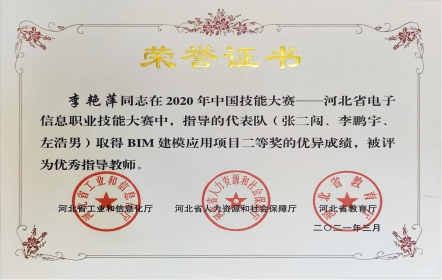 荣誉证书
李艳萍同志在2020年中国技能大赛——河北省电子
信息职业技能大赛中，指导的代表队（张二闯、李鹏宇、
左浩男）取得BIM建模应用项目二等奖的优异成绩，被评
为优秀指导教师。
河北省工业和信息化厅 河北省人力资源和社会保障厅 河北省教育厅
二〇二一年三月